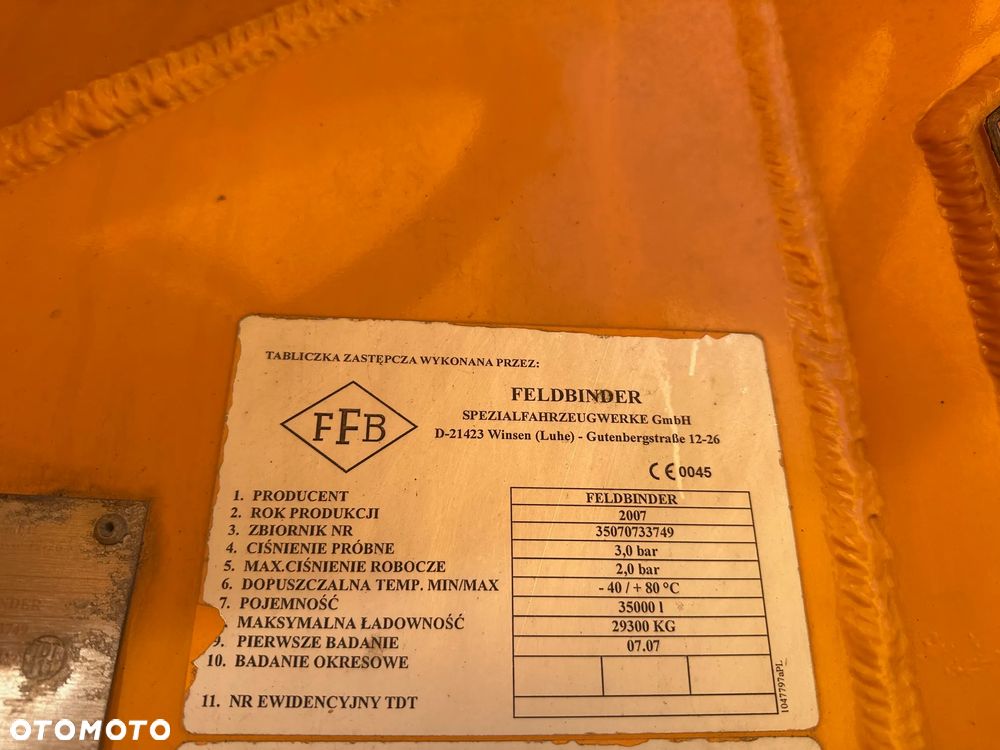 TABLICZKA ZASTĘPCZA WYKONANA PRZEZ:
FFB
FELDBINDER
SPEZIALFAHRZEUGWERKE GmbH
D-21423 Winsen (Luhe) - Gutenbergstraße 12-26
CE 0045
1. PRODUCENT FELDBINDER
2. ROK PRODUKCJI 2007
3. ZBIORNIK NR 35070733749
4. CIŚNIENIE PRÓBNE 3,0 bar
5. MAX.CIŚNIENIE ROBOCZE 2,0 bar
6. DOPUSZCZALNA TEMP. MIN/MAX - 40 / + 80 °C
7. POJEMNOŚĆ 35000 l
MAKSYMALNA ŁADOWNOŚĆ 29300 KG
9. PIERWSZE BADANIE 07.07
10. BADANIE OKRESOWE
11. NR EWIDENCYJNY TDT
1047797aPL
OTOMOTO